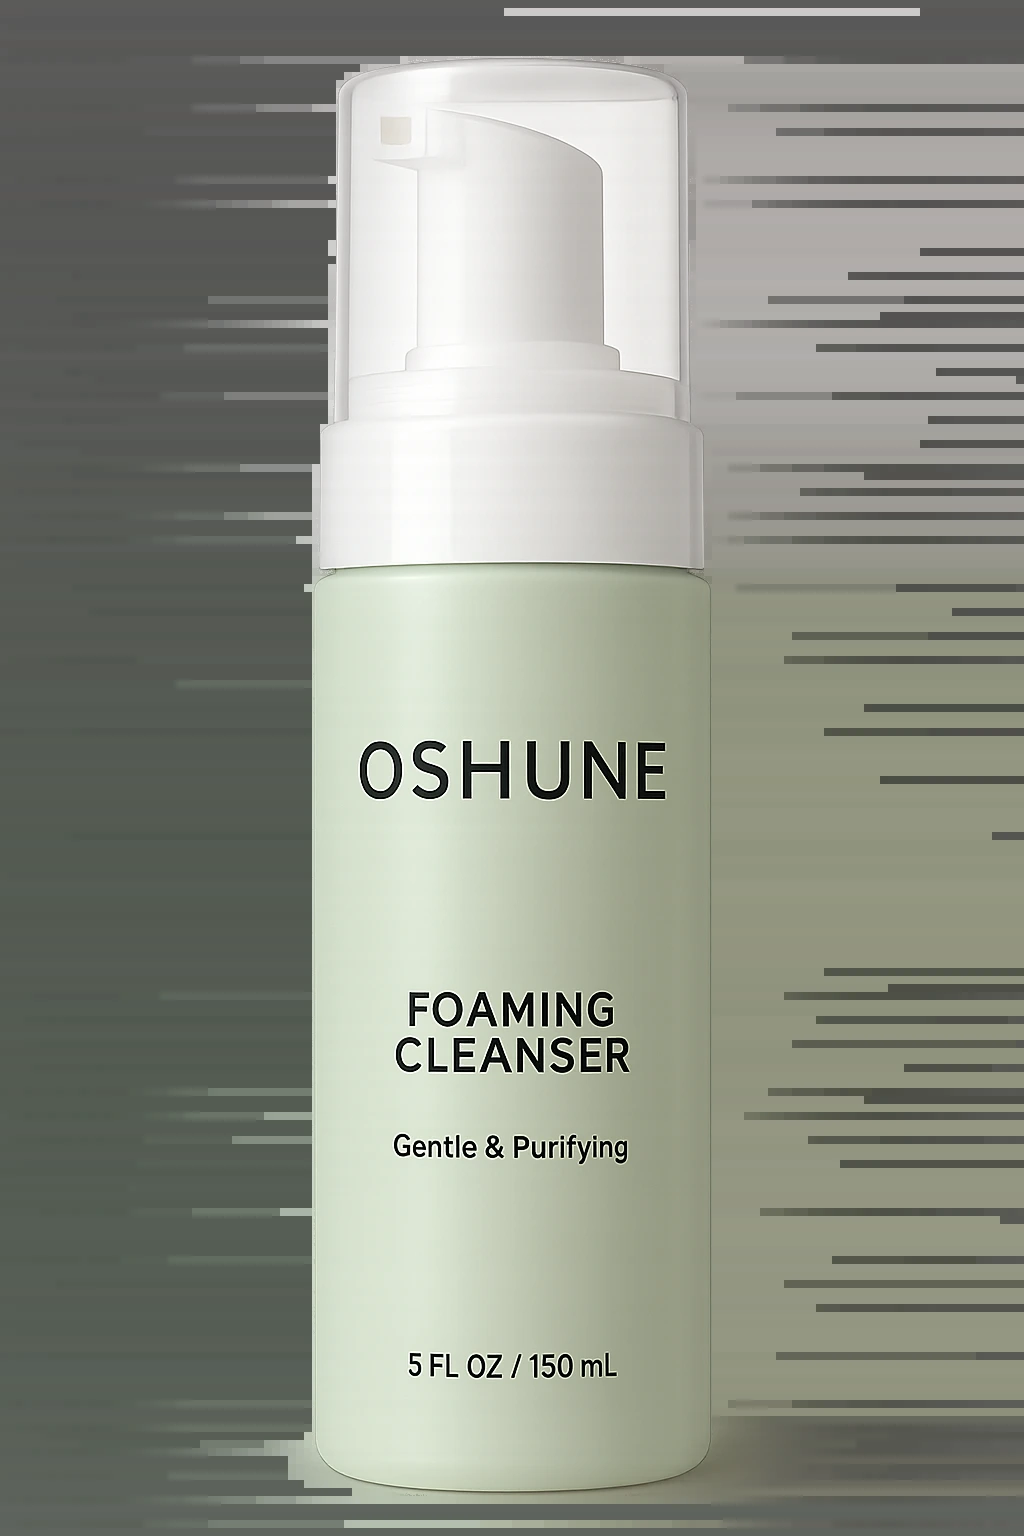 OSHUNE
FOAMING
CLEANSER
Gentle & Purifying
5 FL OZ / 150 mL